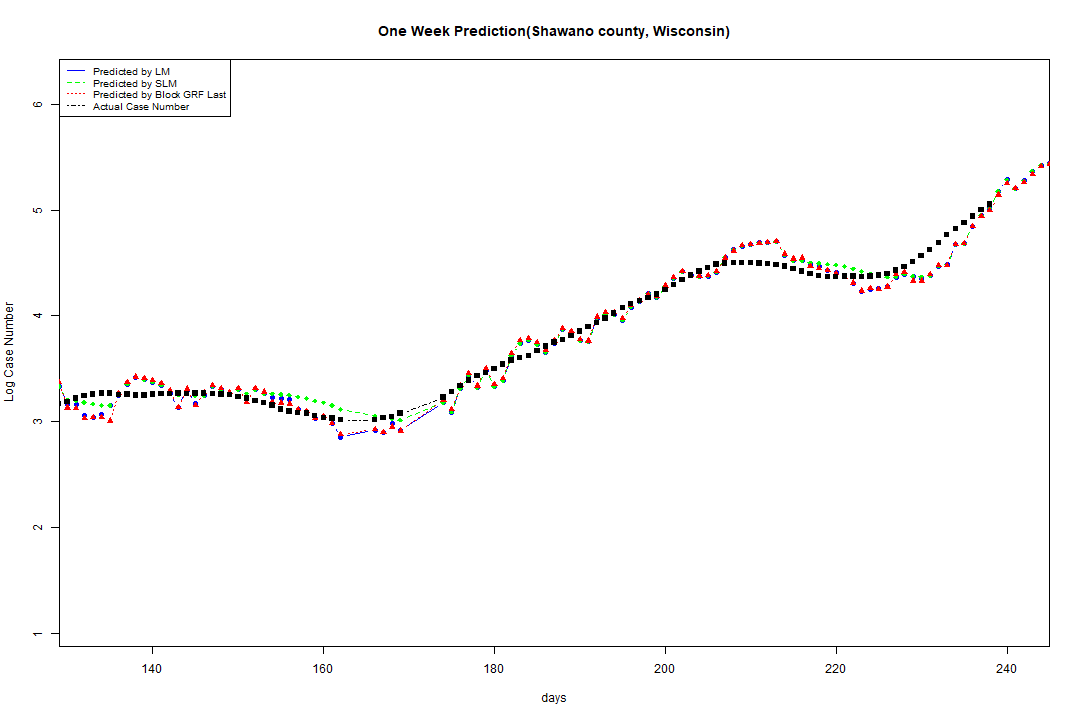 One Week Prediction(Shawano county, Wisconsin)
Predicted by LM
Predicted by SLM
Predicted by Block GRF Last
Actual Case Number
6
5
4
3
2
1
Log Case Number
140 160 180 200 220 240
days